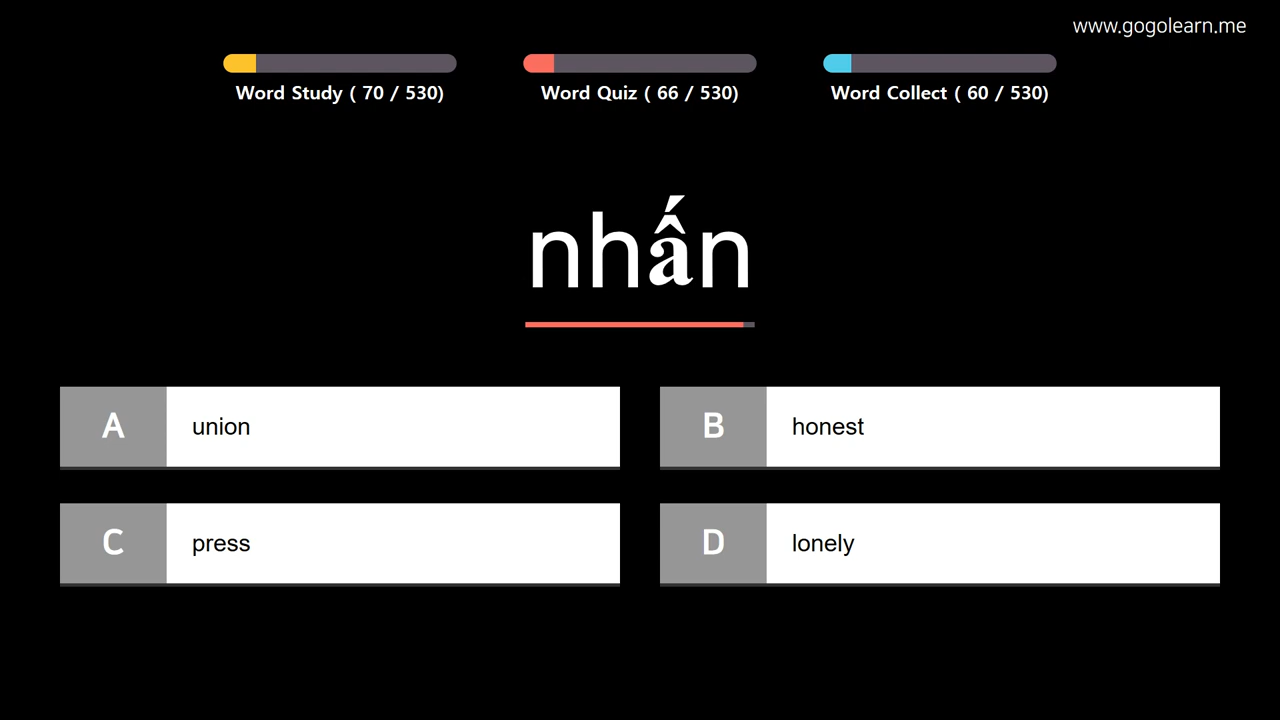 www.gogolearn.me
Word Study ( 70 / 530)
Word Quiz ( 66 / 530)
Word Collect ( 60 / 530)
nhấn
A union
B honest
C press
D lonely